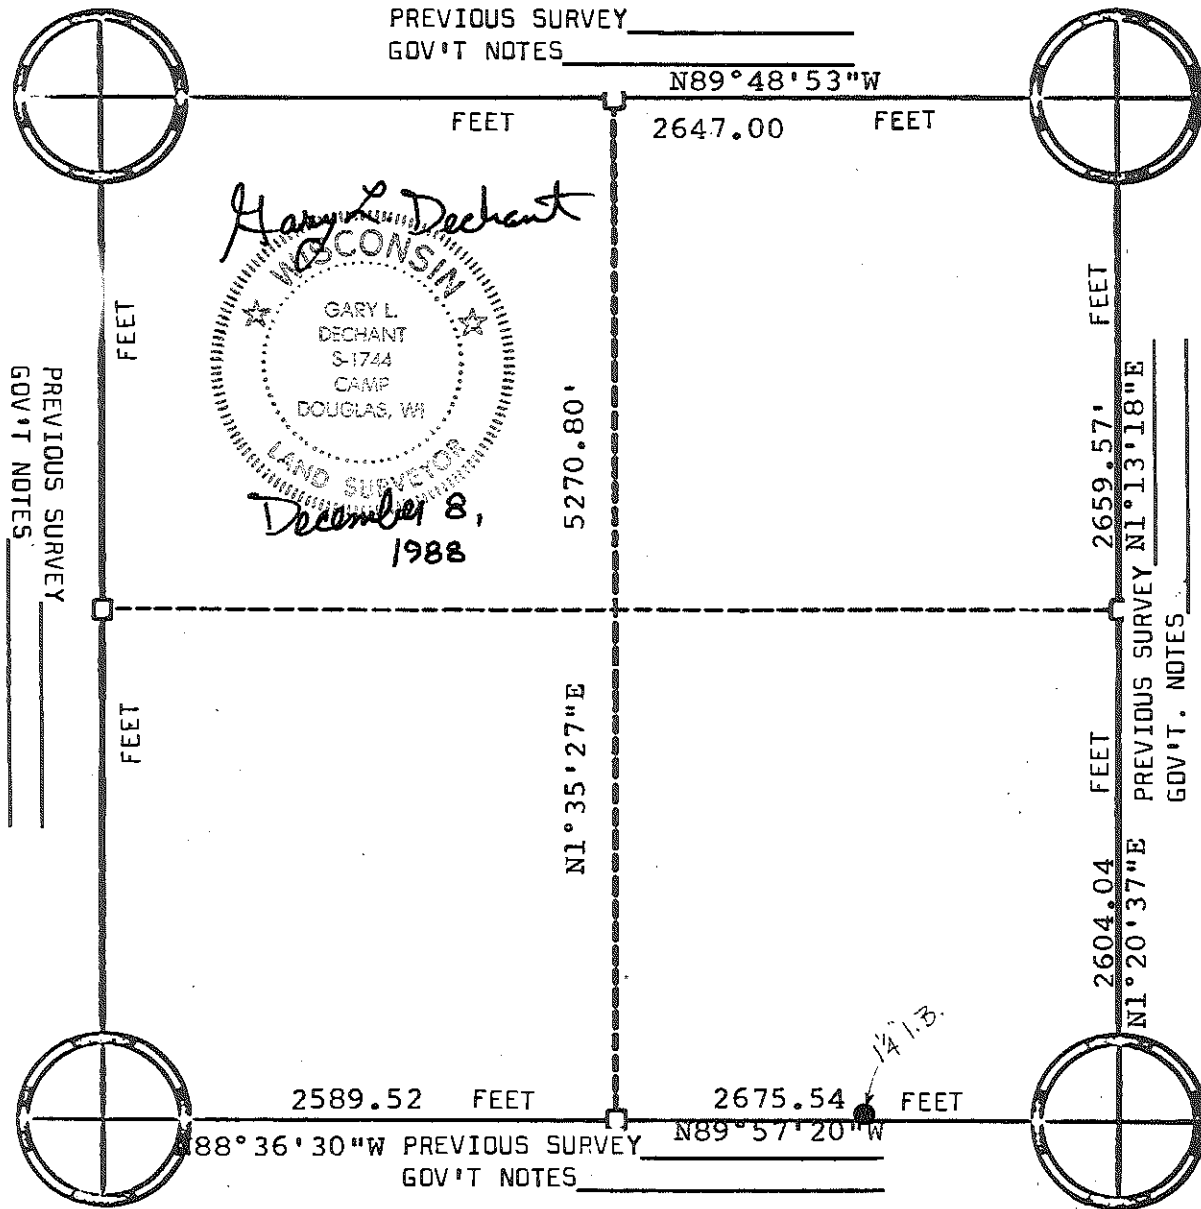 PREVIOUS SURVEY
GOV'T NOTES
N89°48'53"W
FEET
2647.00
FEET
Gary L Dechant
WISCONSIN
GARY L.
DECHANT
S-1744
CAMP
DOUGLAS, WI
LAND SURVEYOR
December 8,
1988
FEET
FEET
PREVIOUS SURVEY
GOV'T NOTES
5270.80'
N1°35'27"E
FEET
2659.57'
N1°13'18"E
PREVIOUS SURVEY
GOV'T. NOTES
FEET
2604.04
N1°20'37"E
1¼" I.B.
2589.52 FEET
2675.54 FEET
N88°36'30"W PREVIOUS SURVEY
N89°57'20"W
GOV'T NOTES